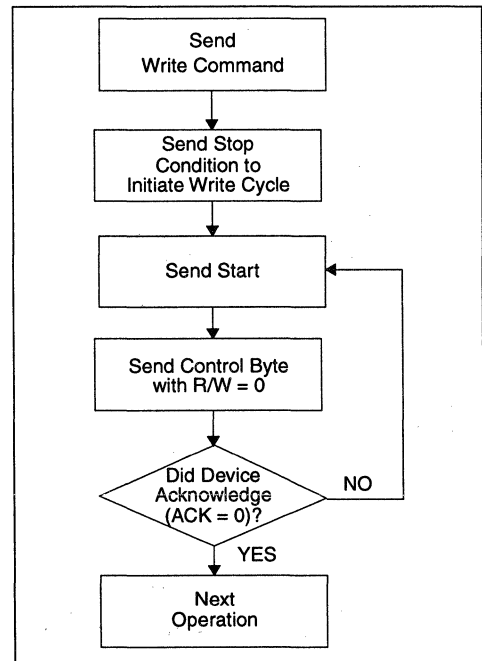 Send
Write Command
Send Stop
Condition to
Initiate Write Cycle
Send Start
Send Control Byte
with R/W = 0
Did Device
Acknowledge
(ACK = 0)?
NO
YES
Next
Operation